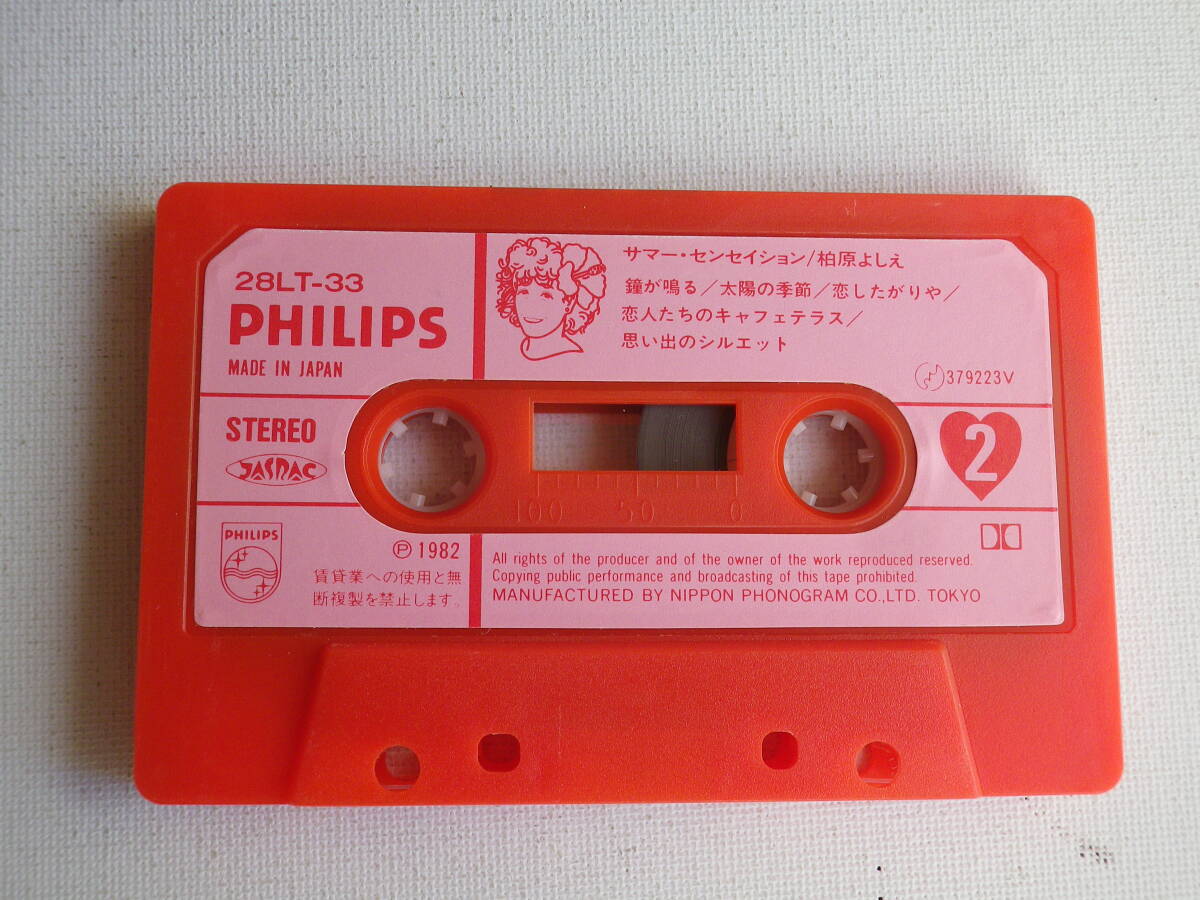 28LT-33
PHILIPS
MADE IN JAPAN
サマー・センセイション/柏原よしえ
鐘が鳴る/太陽の季節/恋したがりや/
恋人たちのキャフェテラス/
思い出のシルエット
379223V
STEREO
JASRAC
2
100 50 0
PHILIPS
Ⓟ1982
賃貸業への使用と無
断複製を禁止します。
All rights of the producer and of the owner of the work reproduced reserved.
Copying public performance and broadcasting of this tape prohibited.
MANUFACTURED BY NIPPON PHONOGRAM CO.,LTD. TOKYO